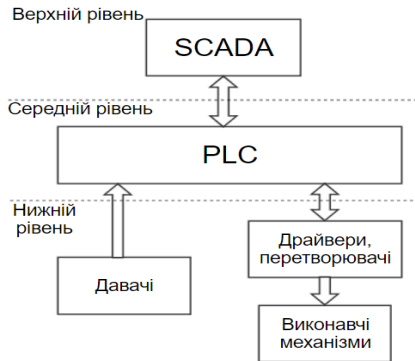 Верхній рівень
SCADA
Середній рівень
PLC
Нижній
рівень
Давачі
Драйвери,
перетворювачі
Виконавчі
механізми